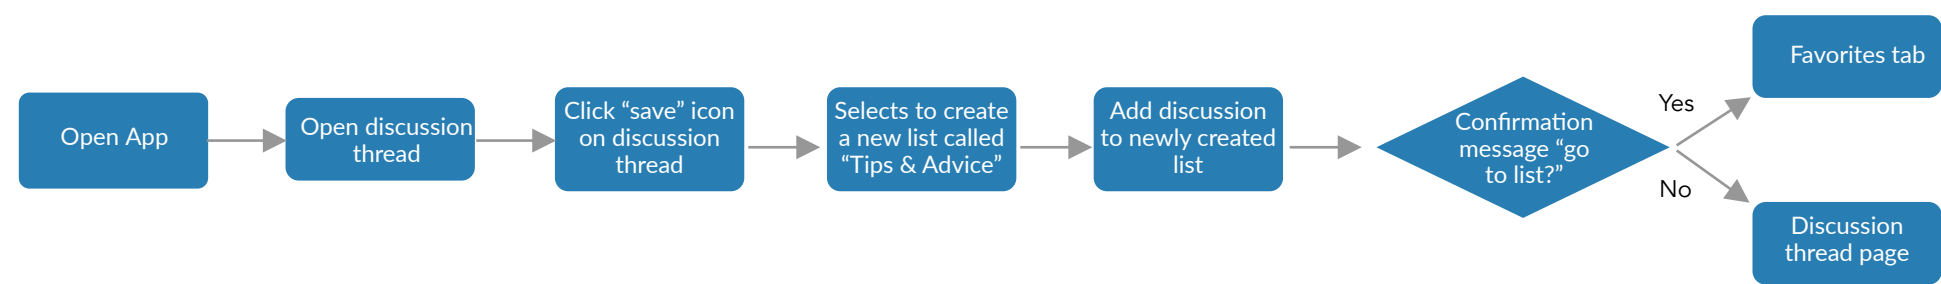 Open App
Open discussion
thread
Click “save” icon
on discussion
thread
Selects to create
a new list called
“Tips & Advice”
Add discussion
to newly created
list
Confirmation
message “go
to list?”
Yes
No
Favorites tab
Discussion
thread page